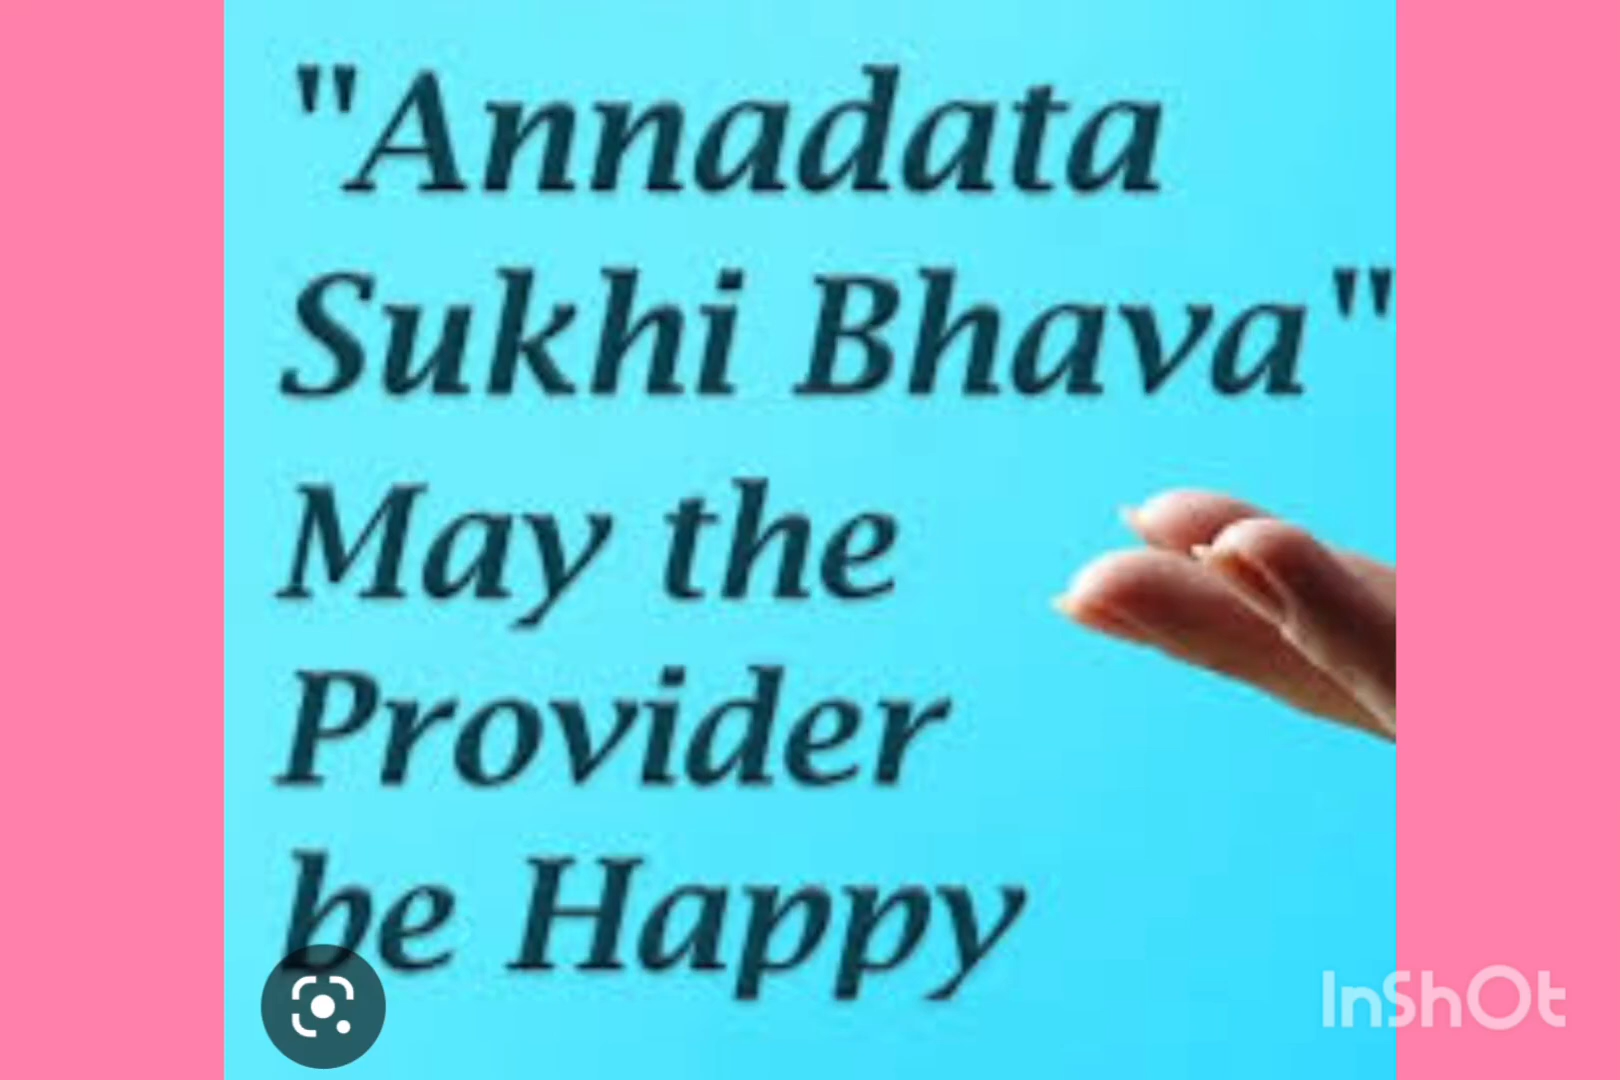 "Annadata
Sukhi Bhava"
May the
Provider
be Happy
InShOt